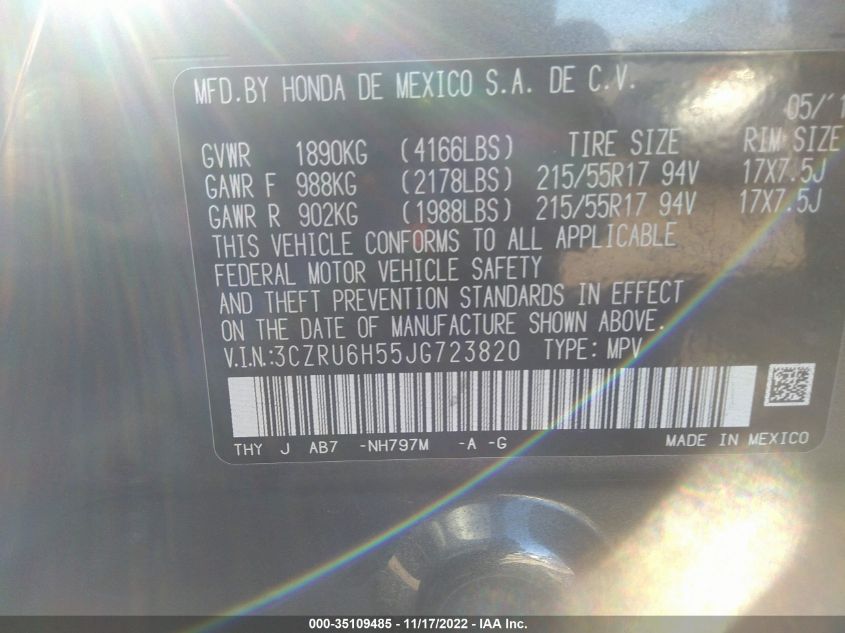 MFD.BY HONDA DE MEXICO S.A. DE C.V.
05/'1
GVWR 1890KG (4166LBS) TIRE SIZE RIM SIZE
GAWR F 988KG (2178LBS) 215/55R17 94V 17X7.5J
GAWR R 902KG (1988LBS) 215/55R17 94V 17X7.5J
THIS VEHICLE CONFORMS TO ALL APPLICABLE
FEDERAL MOTOR VEHICLE SAFETY
AND THEFT PREVENTION STANDARDS IN EFFECT
ON THE DATE OF MANUFACTURE SHOWN ABOVE.
V.I.N.:3CZRU6H55JG723820 TYPE: MPV
THY J AB7 -NH797M -A -G MADE IN MEXICO
000-35109485 - 11/17/2022 - IAA Inc.